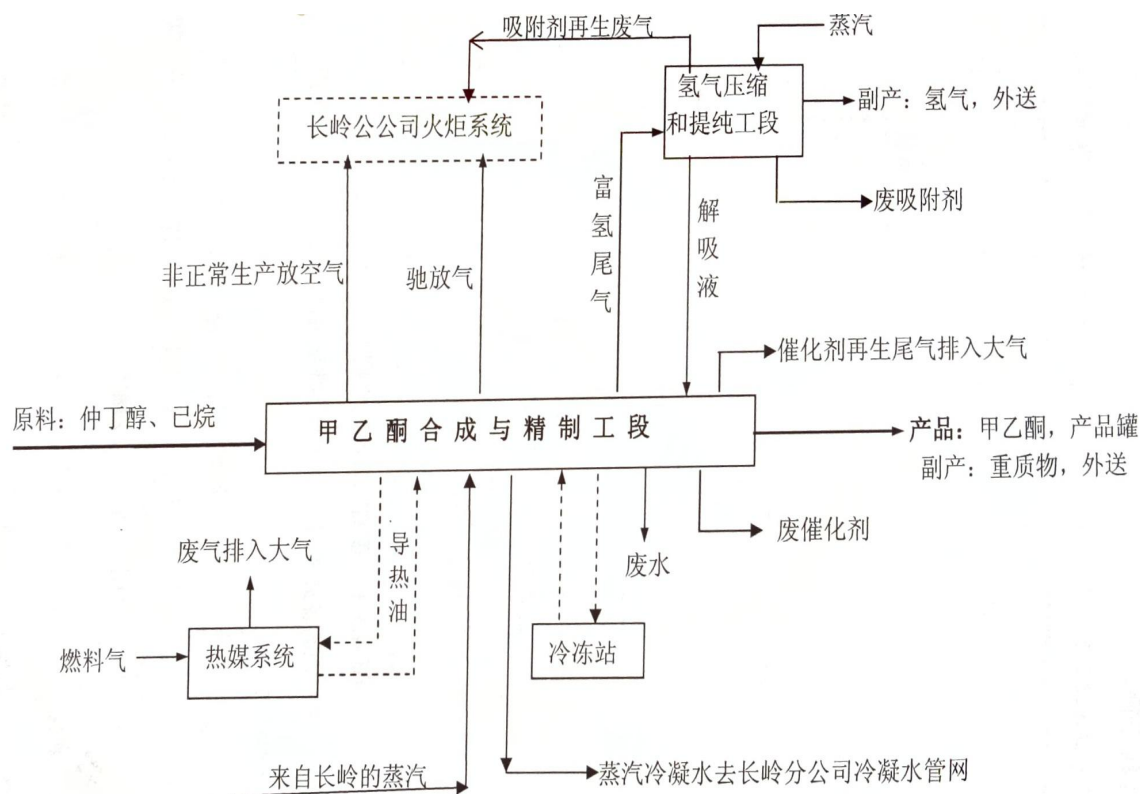 吸附剂再生废气
蒸汽
氢气压缩
和提纯工段
副产：氢气，外送
长岭公公司火炬系统
废吸附剂
富氢尾气
解吸液
非正常生产放空气
驰放气
催化剂再生尾气排入大气
原料：仲丁醇、已烷
甲乙酮合成与精制工段
产品：甲乙酮，产品罐
副产：重质物，外送
废催化剂
导热油
废气排入大气
废水
燃料气
热媒系统
冷冻站
来自长岭的蒸汽
蒸汽冷凝水去长岭分公司冷凝水管网